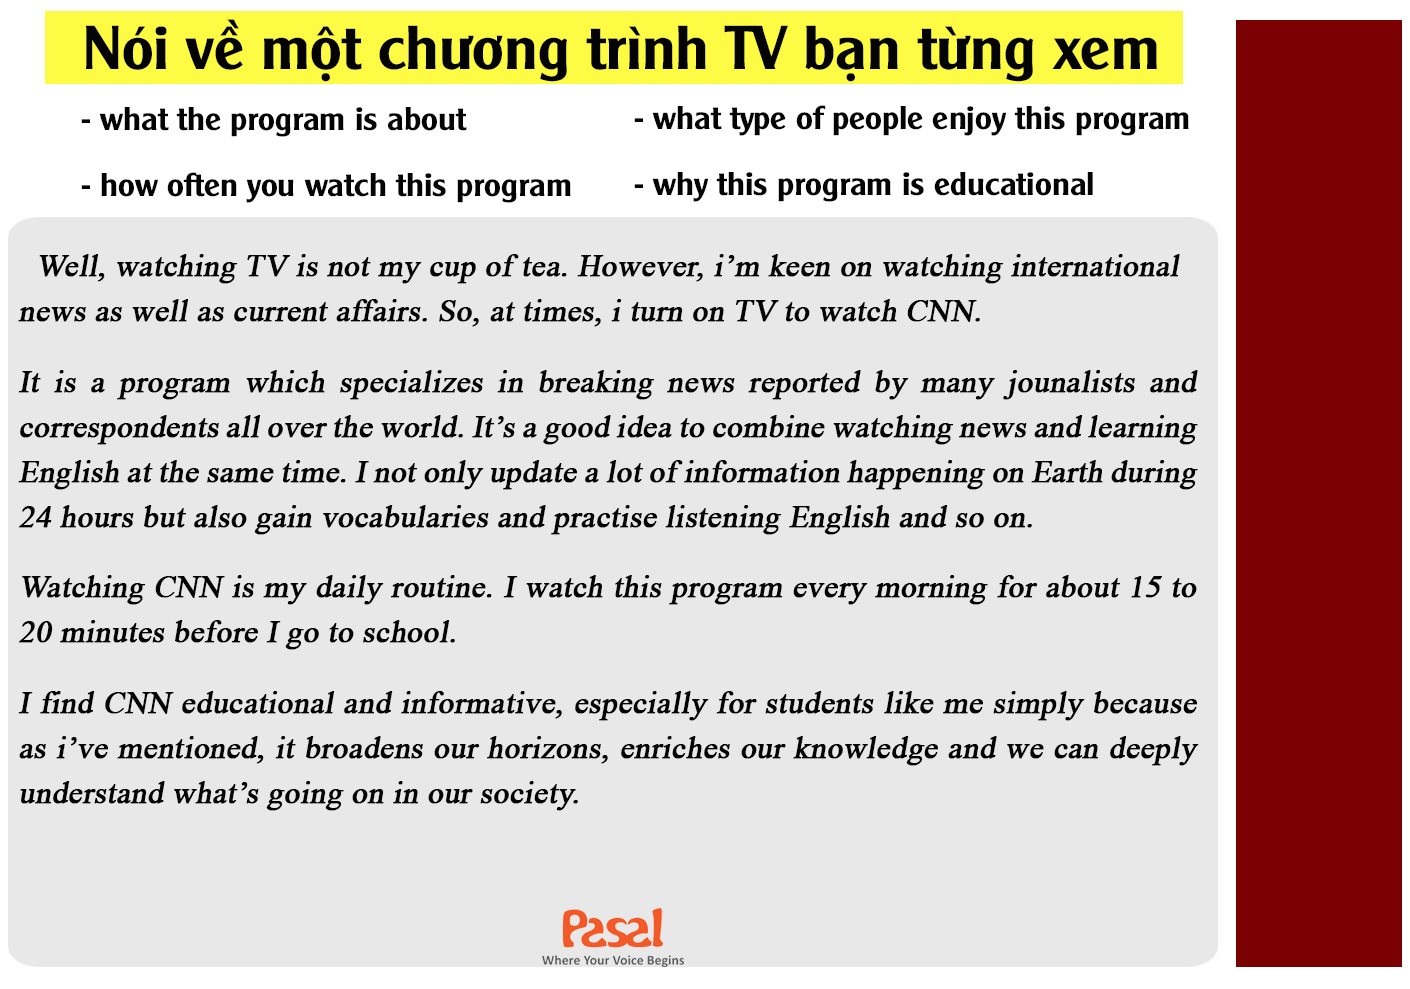 Nói về một chương trình TV bạn từng xem
- what the program is about
- what type of people enjoy this program
- how often you watch this program
- why this program is educational
Well, watching TV is not my cup of tea. However, i’m keen on watching international
news as well as current affairs. So, at times, i turn on TV to watch CNN.
It is a program which specializes in breaking news reported by many jounalists and
correspondents all over the world. It’s a good idea to combine watching news and learning
English at the same time. I not only update a lot of information happening on Earth during
24 hours but also gain vocabularies and practise listening English and so on.
Watching CNN is my daily routine. I watch this program every morning for about 15 to
20 minutes before I go to school.
I find CNN educational and informative, especially for students like me simply because
as i’ve mentioned, it broadens our horizons, enriches our knowledge and we can deeply
understand what’s going on in our society.
Pasal
Where Your Voice Begins